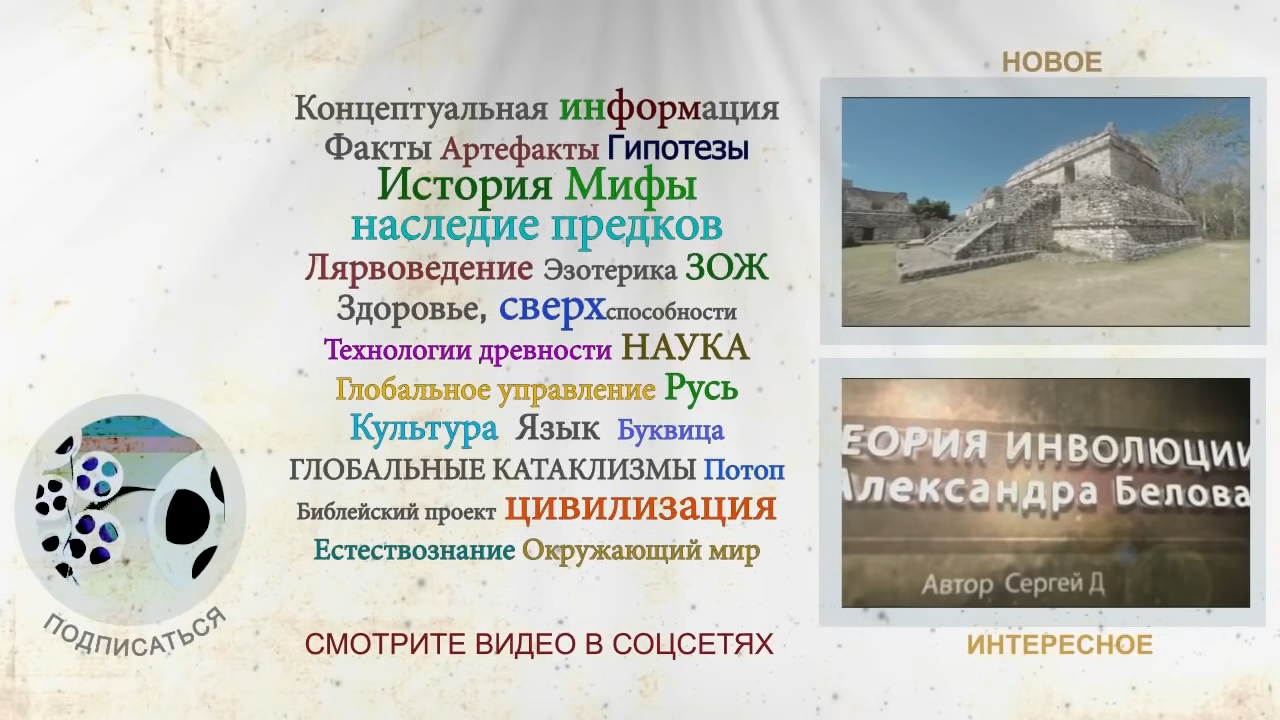 НОВОЕ
Концептуальная информация
Факты Артефакты Гипотезы
История Мифы
наследие предков
Лярвоведение Эзотерика ЗОЖ
Здоровье, сверхспособности
Технологии древности НАУКА
Глобальное управление Русь
Культура Язык Буквица
ГЛОБАЛЬНЫЕ КАТАКЛИЗМЫ Потоп
Библейский проект цивилизация
Естествознание Окружающий мир
ЕОРИЯ ИНВОЛЮЦИИ
Александра Белова
Автор Сергей Д
ПОДПИСАТЬСЯ
СМОТРИТЕ ВИДЕО В СОЦСЕТЯХ
ИНТЕРЕСНОЕ